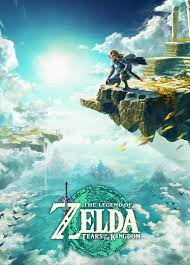 THE LEGEND OF
ZELDA
TEARS OF THE KINGDOM